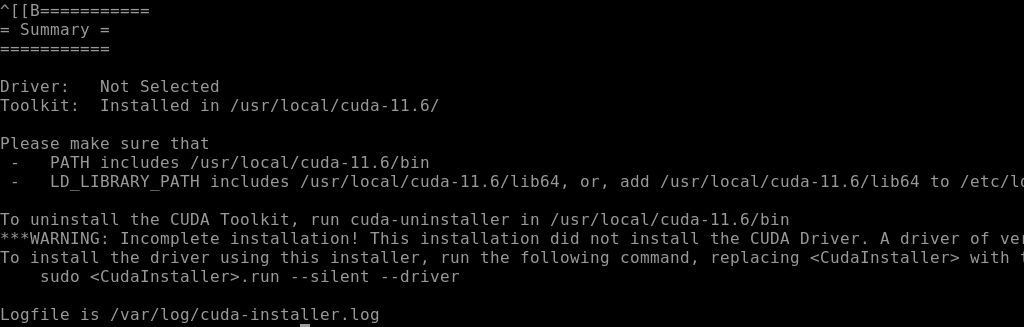 ^[[B===========
= Summary =
===========
Driver:   Not Selected
Toolkit:  Installed in /usr/local/cuda-11.6/
Please make sure that
 -   PATH includes /usr/local/cuda-11.6/bin
 -   LD_LIBRARY_PATH includes /usr/local/cuda-11.6/lib64, or, add /usr/local/cuda-11.6/lib64 to
To uninstall the CUDA Toolkit, run cuda-uninstaller in /usr/local/cuda-11.6/bin
***WARNING: Incomplete installation! This installation did not install the CUDA Driver. A driver of
To install the driver using this installer, run the following command, replacing <CudaInstaller> with
    sudo <CudaInstaller>.run --silent --driver
Logfile is /var/log/cuda-installer.log